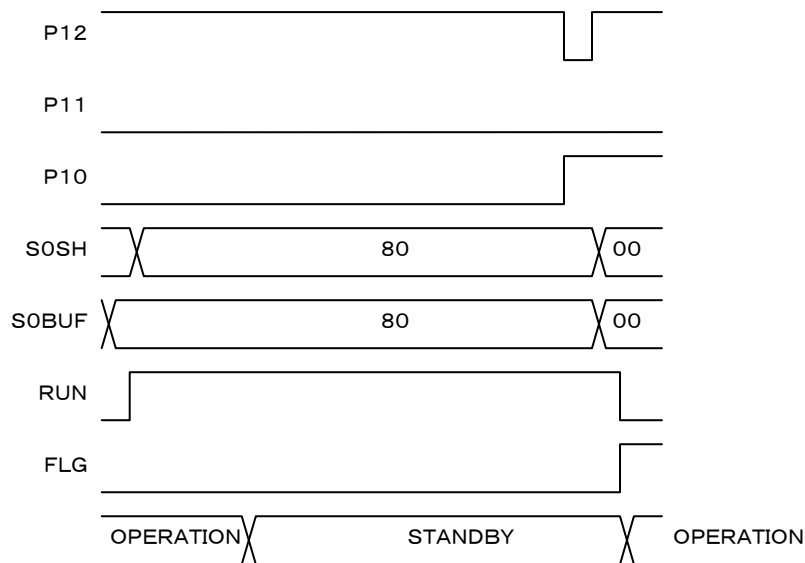 P12
P11
P10
S0SH 80 00
S0BUF 80 00
RUN
FLG
OPERATION STANDBY OPERATION